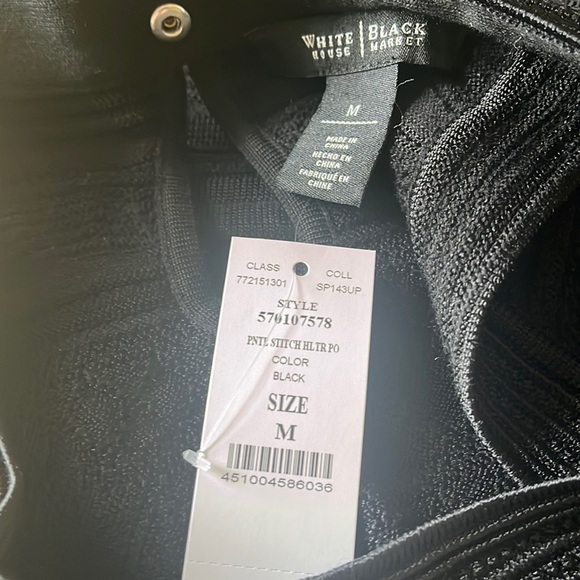 WHITE | BLACK
HOUSE | MARKET
M
MADE IN
CHINA
HECHO EN
CHINA
FABRIQUÉ EN
CHINE
CLASS COLL
772151301 SP143UP
STYLE
570107578
PNTL STITCH HLTR PO
COLOR
BLACK
SIZE
M
451004586036